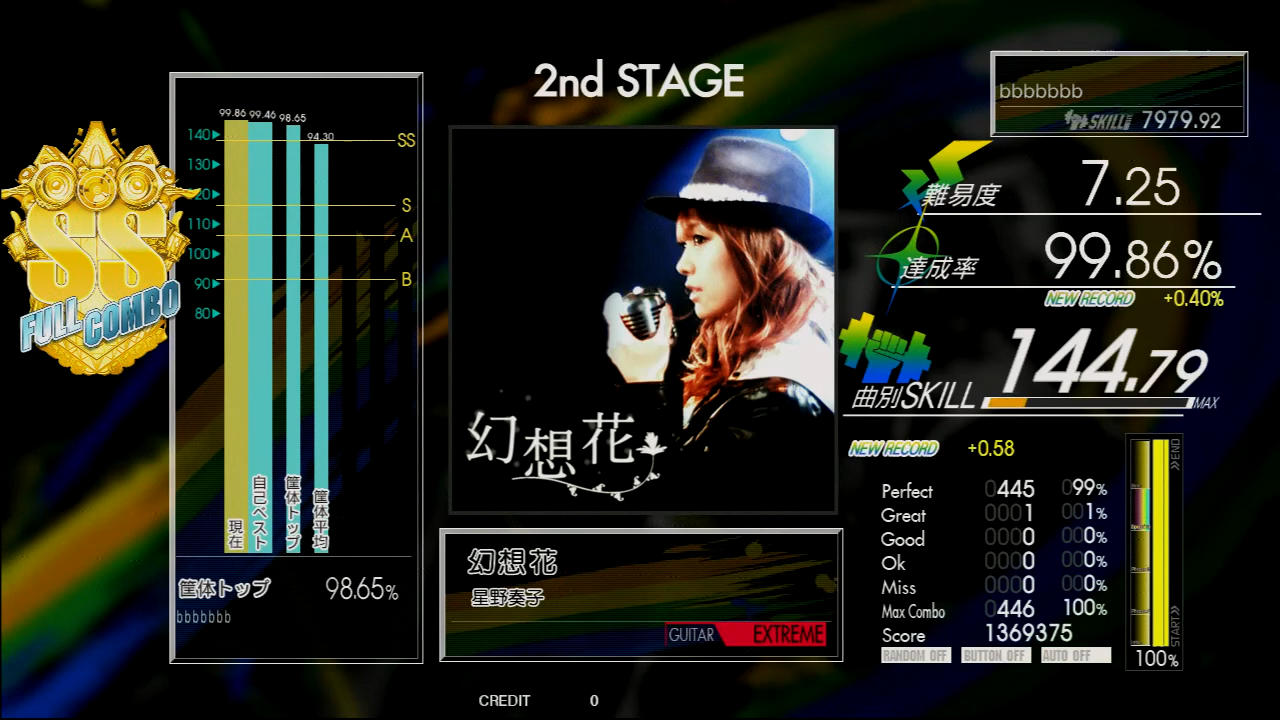 2nd STAGE
bbbbbbb
SKILL 7979.92
99.86 99.46 98.65 94.30
140
130
120
110
100
90
80
SS
S
A
B
SS
FULL COMBO
現在
自己ベスト
筐体トップ
筐体平均
筐体トップ 98.65%
bbbbbbb
幻想花
幻想花
星野奏子
GUITAR EXTREME
難易度 7.25
達成率 99.86%
NEW RECORD +0.40%
曲別SKILL 144.79
MAX
NEW RECORD +0.58
Perfect 0445 099%
Great 0001 001%
Good 0000 000%
Ok 0000 000%
Miss 0000 000%
Max Combo 0446 100%
Score 1369375
RANDOM OFF BUTTON OFF AUTO OFF
END
START
100%
CREDIT 0